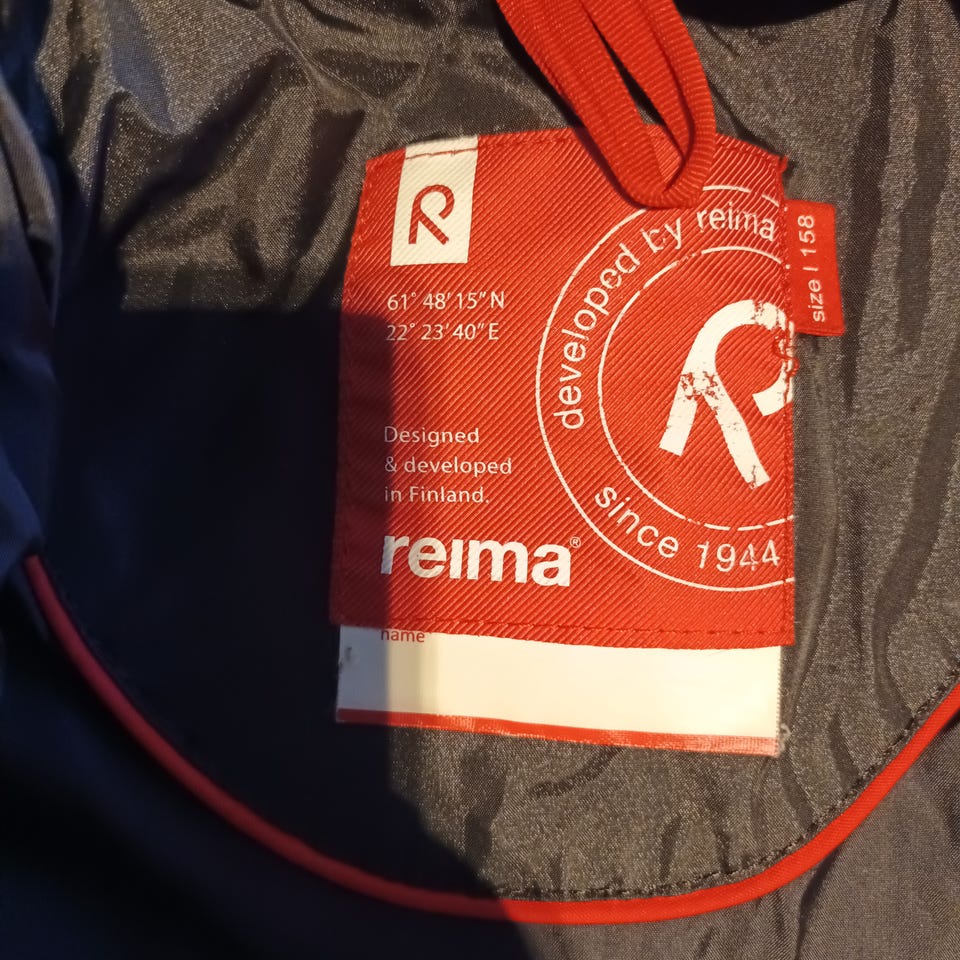 R
61° 48' 15" N
22° 23' 40" E
Designed
& developed
in Finland.
reima®
name
developed by reima
R
since 1944
size | 158